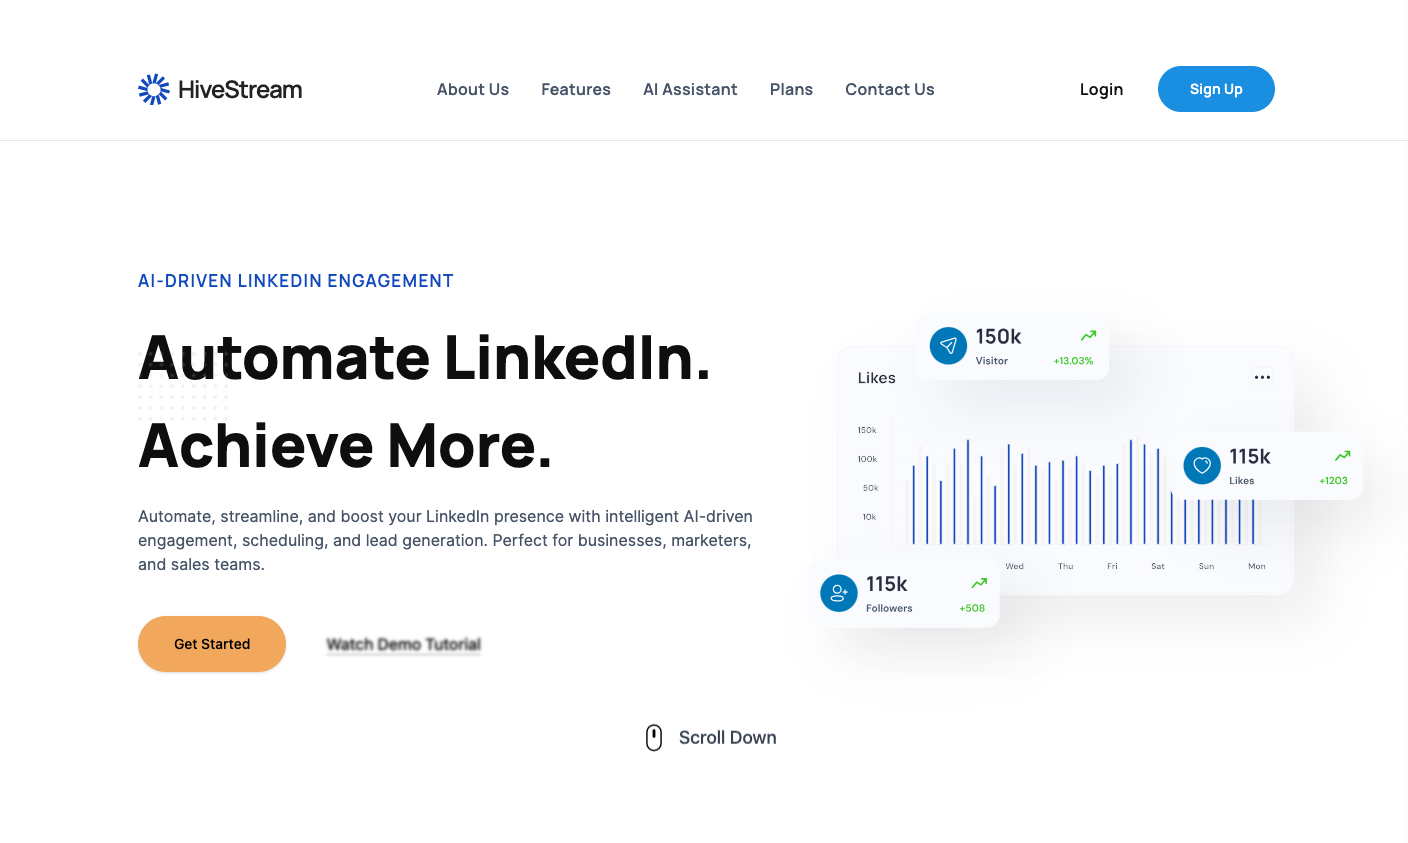 HiveStream
About Us Features AI Assistant Plans Contact Us
Login Sign Up
AI-DRIVEN LINKEDIN ENGAGEMENT
Automate LinkedIn.
Achieve More.
Automate, streamline, and boost your LinkedIn presence with intelligent AI-driven
engagement, scheduling, and lead generation. Perfect for businesses, marketers,
and sales teams.
Get Started Watch Demo Tutorial
150k
Visitor +13.03%
Likes
150k
100k
50k
10k
115k
Likes +1203
Wed Thu Fri Sat Sun Mon
115k
Followers +508
Scroll Down